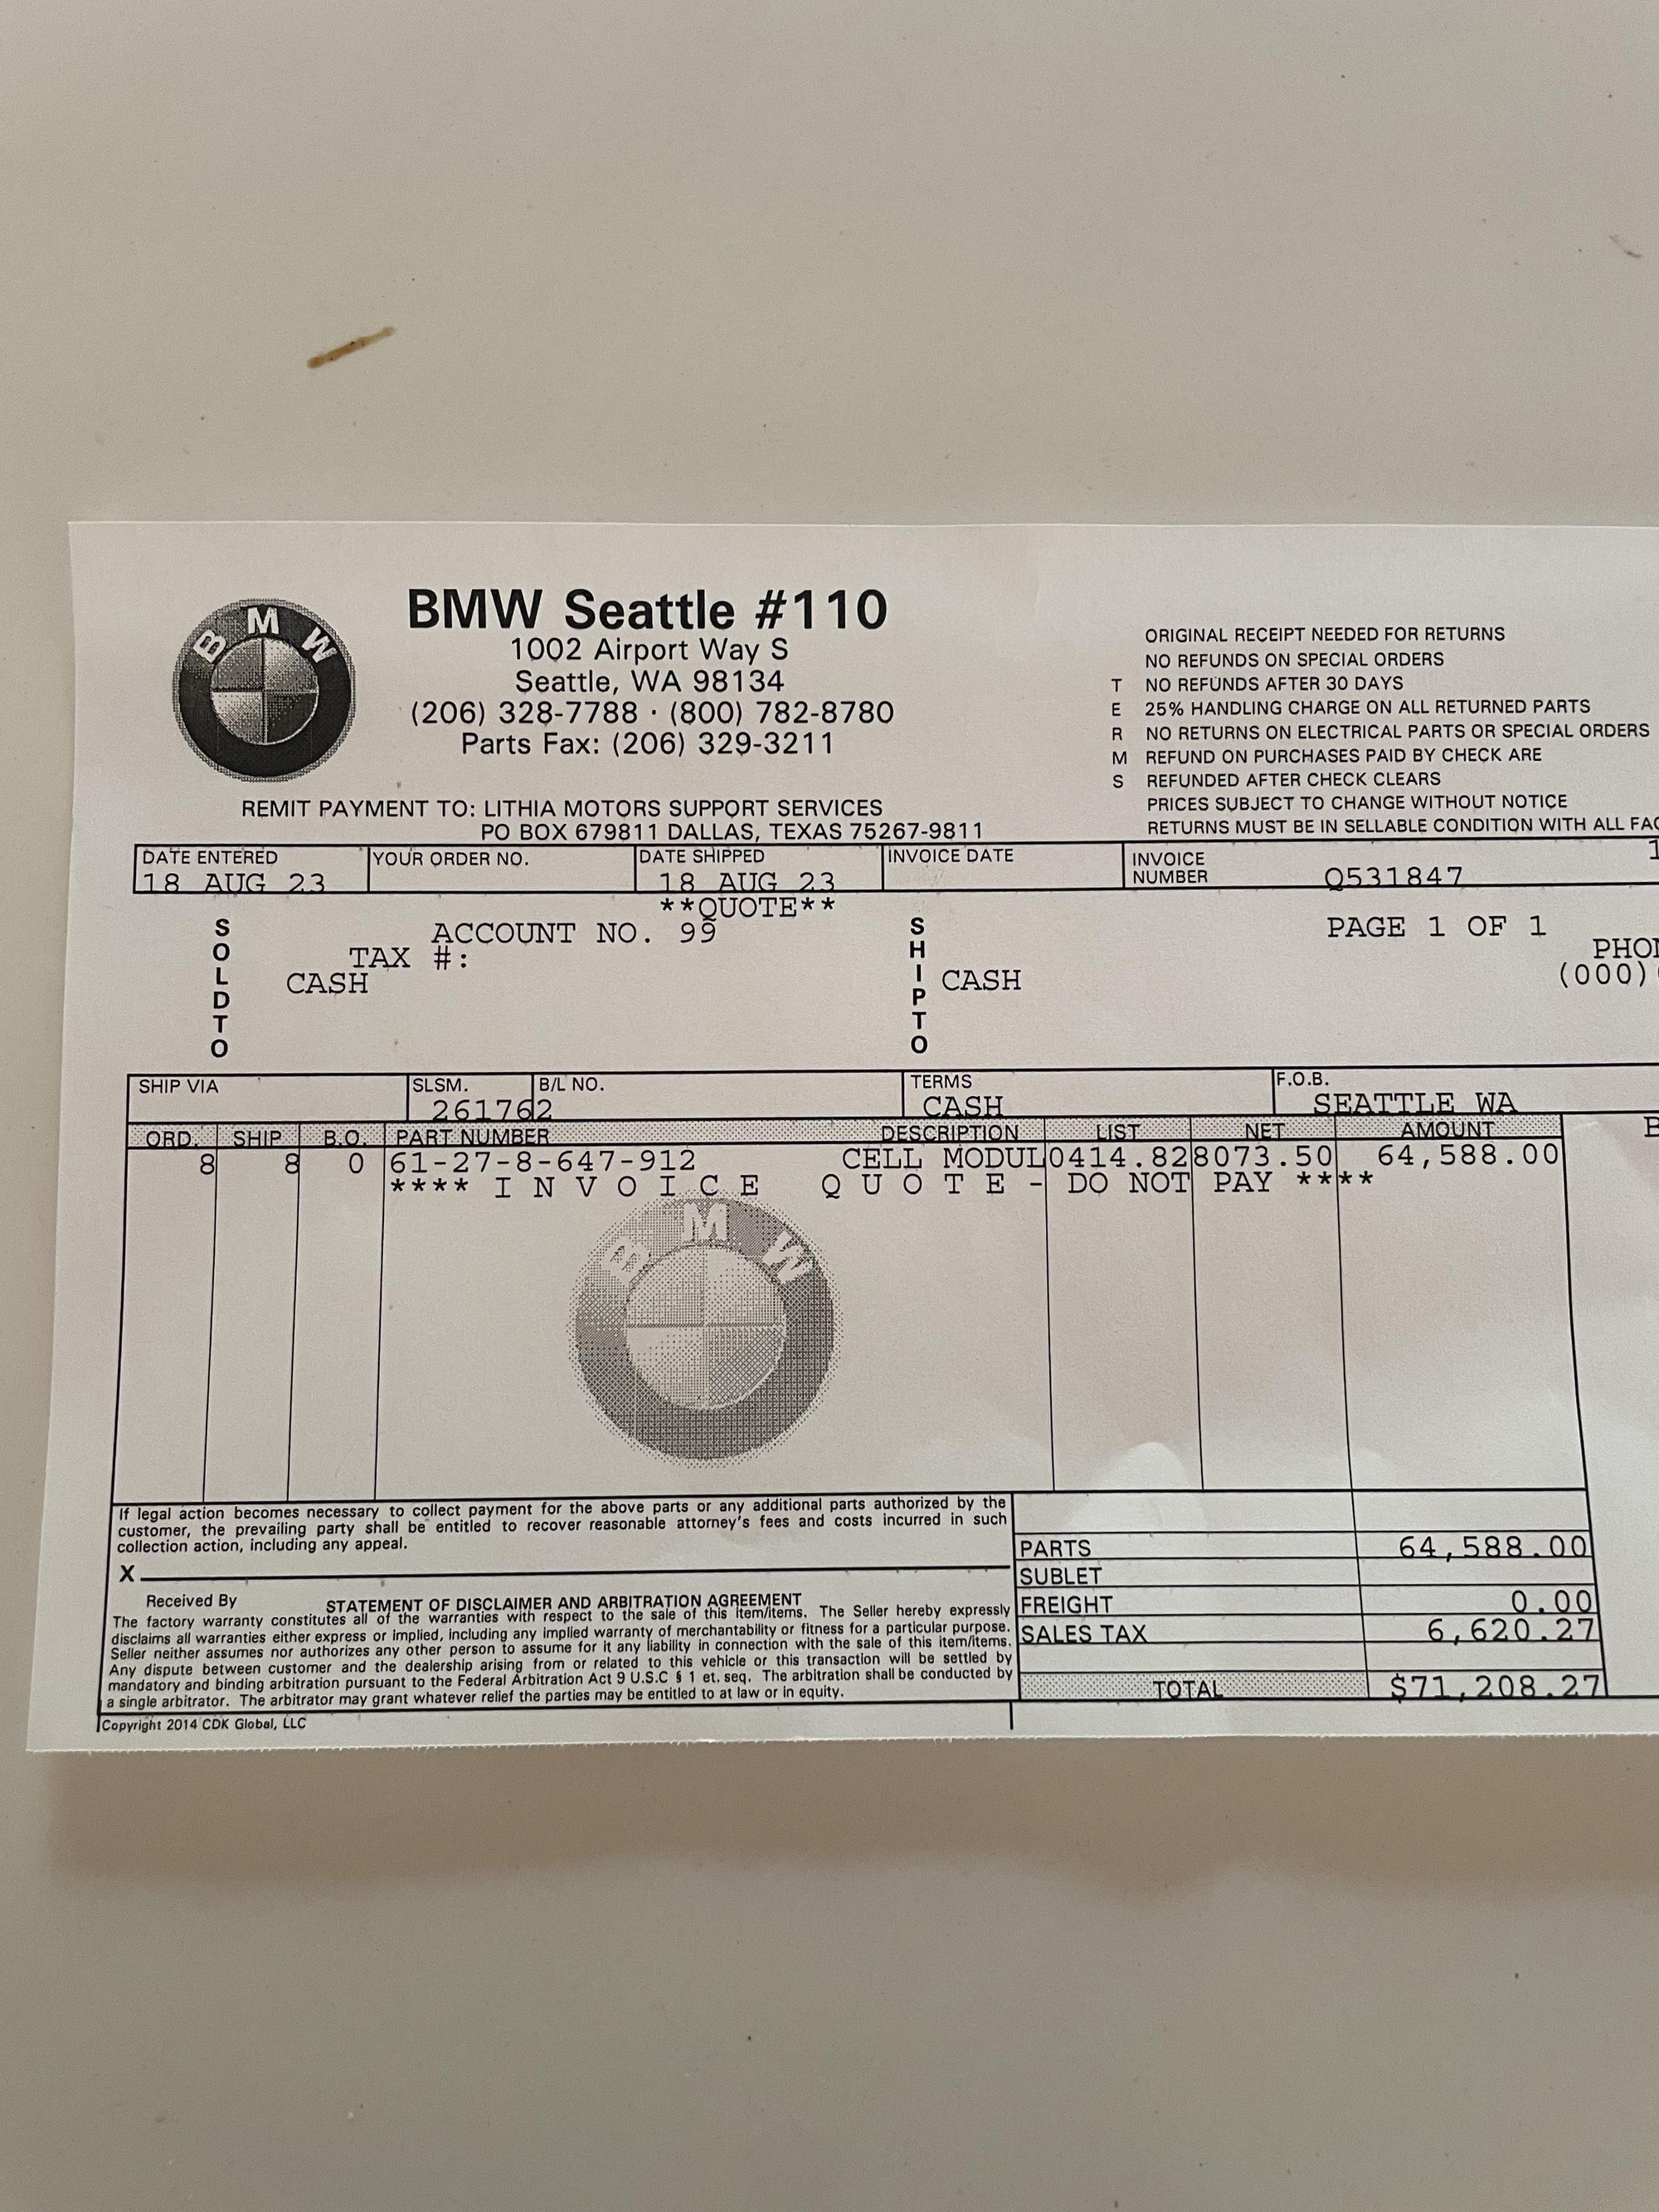 BMW
BMW Seattle #110
1002 Airport Way S
Seattle, WA 98134
(206) 328-7788 · (800) 782-8780
Parts Fax: (206) 329-3211
REMIT PAYMENT TO: LITHIA MOTORS SUPPORT SERVICES
PO BOX 679811 DALLAS, TEXAS 75267-9811
TERMS
ORIGINAL RECEIPT NEEDED FOR RETURNS
NO REFUNDS ON SPECIAL ORDERS
NO REFUNDS AFTER 30 DAYS
25% HANDLING CHARGE ON ALL RETURNED PARTS
NO RETURNS ON ELECTRICAL PARTS OR SPECIAL ORDERS
REFUND ON PURCHASES PAID BY CHECK ARE
REFUNDED AFTER CHECK CLEARS
PRICES SUBJECT TO CHANGE WITHOUT NOTICE
RETURNS MUST BE IN SELLABLE CONDITION WITH ALL FAC
DATE ENTERED YOUR ORDER NO. DATE SHIPPED INVOICE DATE INVOICE NUMBER
18 AUG 23 18 AUG 23 Q531847
**QUOTE**
SOLD TO
ACCOUNT NO. 99
TAX #:
CASH
SHIP TO
CASH
PAGE 1 OF 1
PHON
(000)
SHIP VIA SLSM. B/L NO. TERMS F.O.B.
261762 CASH SEATTLE WA
ORD. SHIP B.O. PART NUMBER DESCRIPTION LIST NET AMOUNT
8 8 0 61-27-8-647-912 CELL MODUL 0414.82 8073.50 64,588.00
**** I N V O I C E Q U O T E - DO NOT PAY ****
BMW
If legal action becomes necessary to collect payment for the above parts or any additional parts authorized by the
customer, the prevailing party shall be entitled to recover reasonable attorney's fees and costs incurred in such
collection action, including any appeal.
X
Received By
STATEMENT OF DISCLAIMER AND ARBITRATION AGREEMENT
The factory warranty constitutes all of the warranties with respect to the sale of this item/items. The Seller hereby expressly
disclaims all warranties either express or implied, including any implied warranty of merchantability or fitness for a particular purpose.
Seller neither assumes nor authorizes any other person to assume for it any liability in connection with the sale of this item/items.
Any dispute between customer and the dealership arising from or related to this vehicle or this transaction will be settled by
mandatory and binding arbitration pursuant to the Federal Arbitration Act 9 U.S.C § 1 et. seq. The arbitration shall be conducted by
a single arbitrator. The arbitrator may grant whatever relief the parties may be entitled to at law or in equity.
PARTS 64,588.00
SUBLET
FREIGHT 0.00
SALES TAX 6,620.27
TOTAL $71,208.27
Copyright 2014 CDK Global, LLC